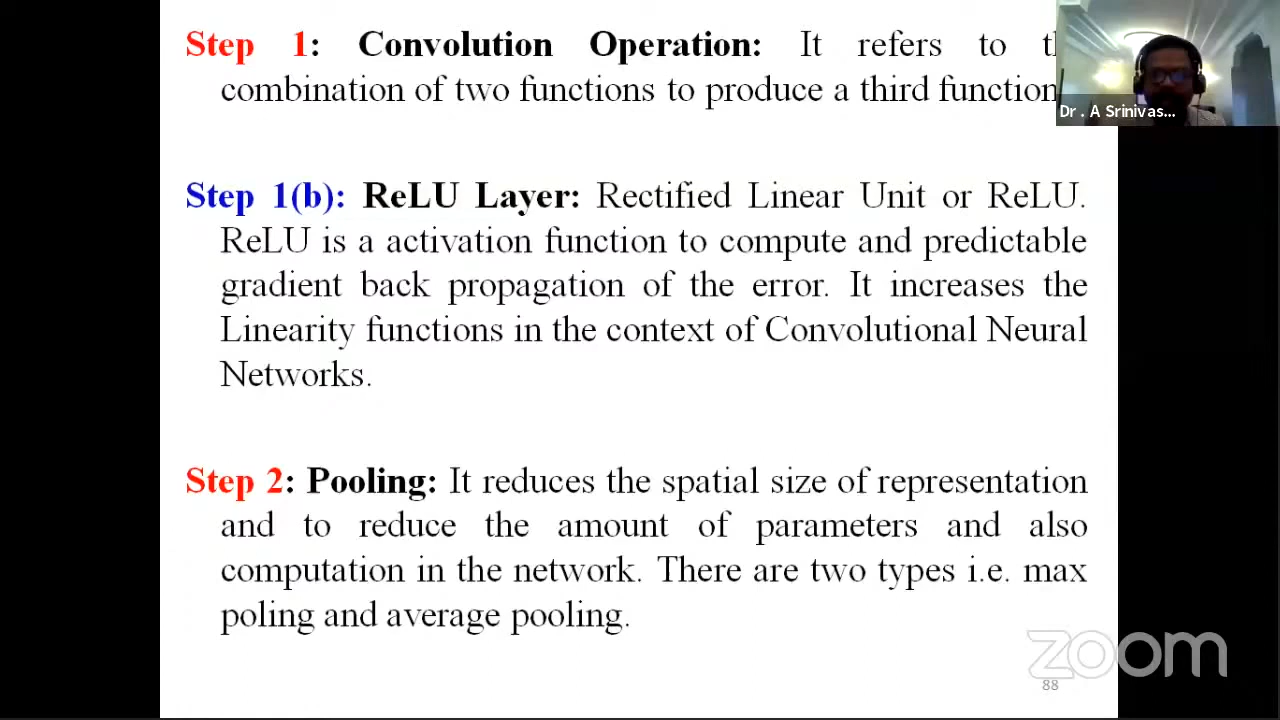 Step 1: Convolution Operation: It refers to
combination of two functions to produce a third function
Dr . A Srinivas...
Step 1(b): ReLU Layer: Rectified Linear Unit or ReLU.
ReLU is a activation function to compute and predictable
gradient back propagation of the error. It increases the
Linearity functions in the context of Convolutional Neural
Networks.
Step 2: Pooling: It reduces the spatial size of representation
and to reduce the amount of parameters and also
computation in the network. There are two types i.e. max
poling and average pooling.
zoom
88